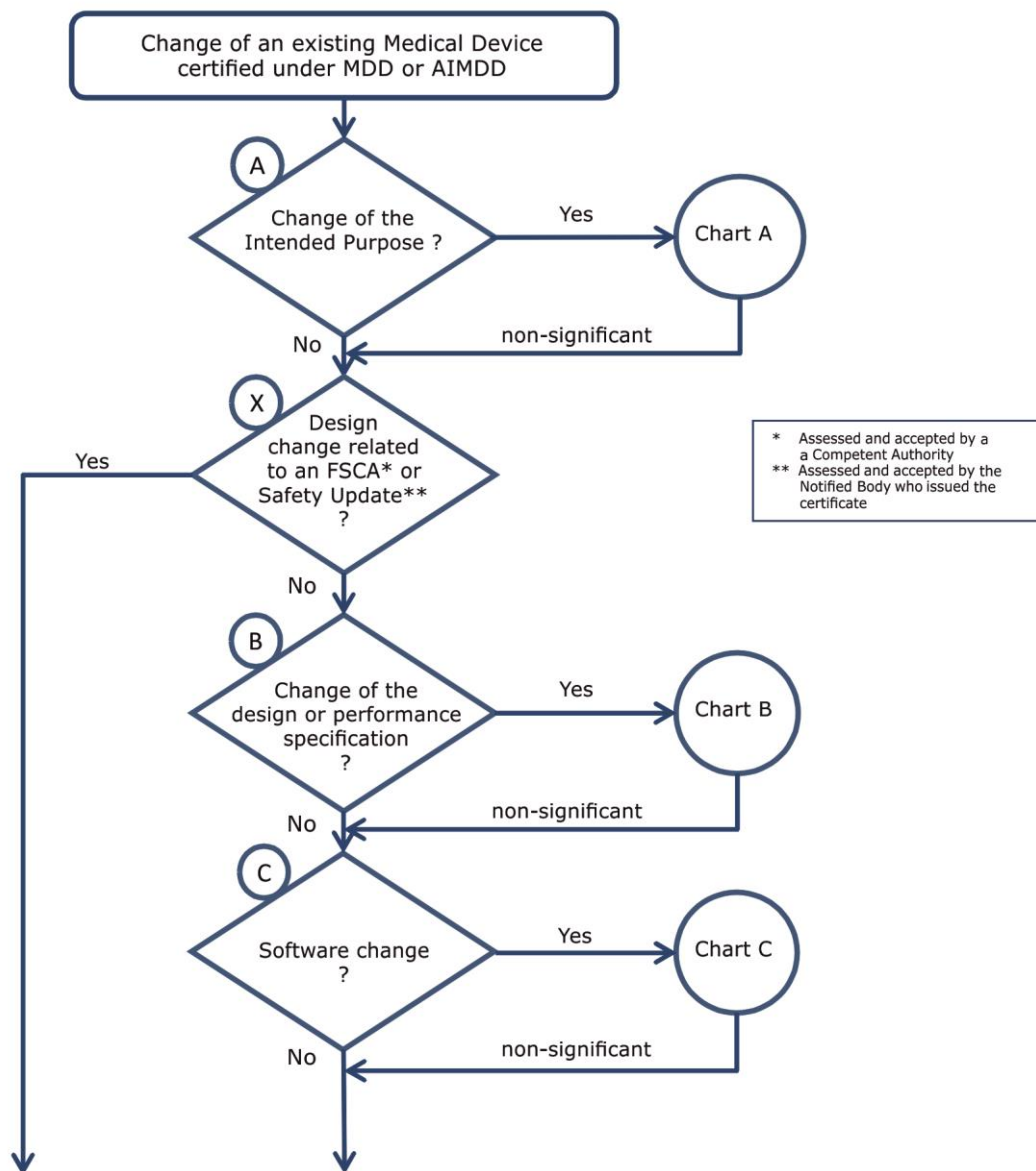 Change of an existing Medical Device
certified under MDD or AIMDD
A
Change of the
Intended Purpose ?
Yes
Chart A
No
non-significant
X
Design
change related
to an FSCA* or
Safety Update**
?
Yes
* Assessed and accepted by a
a Competent Authority
** Assessed and accepted by the
Notified Body who issued the
certificate
No
B
Change of the
design or performance
specification
?
Yes
Chart B
No
non-significant
C
Software change
?
Yes
Chart C
No
non-significant